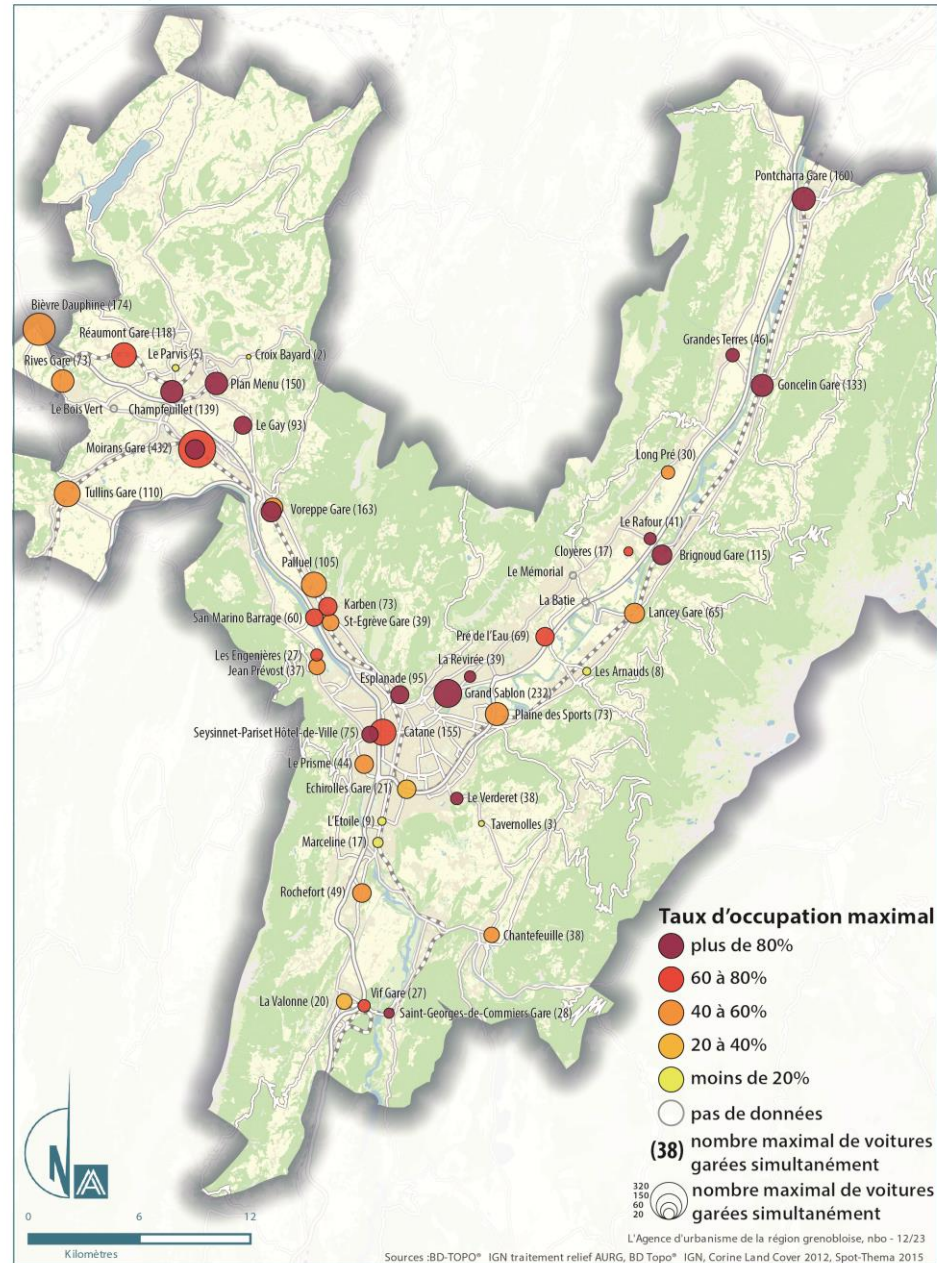 Pontcharra Gare (160)
Bièvre Dauphine (174)
Réaumont Gare (118)
Grandes Terres (46)
Le Parvis (5)
Croix Bayard (2)
Rives Gare (73)
Plan Menu (150)
Goncelin Gare (133)
Le Bois Vert
Champfeuillet (139)
Le Gay (93)
Moirans Gare (432)
Long Pré (30)
Tullins Gare (110)
Voreppe Gare (163)
Le Rafour (41)
Cloyères (17)
Brignoud Gare (115)
Palluel (105)
Le Mémorial
La Batie
Karben (73)
San Marino Barrage (60)
St-Egrève Gare (39)
Lancey Gare (65)
Pré de l'Eau (69)
Les Engenières (27)
La Revirée (39)
Jean Prévost (37)
Les Arnauds (8)
Esplanade (95)
Grand Sablon (232)
Plaine des Sports (73)
Seysinnet-Pariset Hôtel-de-Ville (75)
Catane (155)
Le Prisme (44)
Echirolles Gare (21)
Le Verderet (38)
L'Etoile (9)
Tavernolles (3)
Marceline (17)
Rochefort (49)
Chantefeuille (38)
La Valonne (20)
Vif Gare (27)
Saint-Georges-de-Commiers Gare (28)
Taux d'occupation maximal
plus de 80%
60 à 80%
40 à 60%
20 à 40%
moins de 20%
pas de données
(38) nombre maximal de voitures
garées simultanément
320
150
60
20
nombre maximal de voitures
garées simultanément
N
0 6 12
Kilomètres
L'Agence d'urbanisme de la région grenobloise, nbo - 12/23
Sources :BD-TOPO® IGN traitement relief AURG, BD Topo® IGN, Corine Land Cover 2012, Spot-Thema 2015